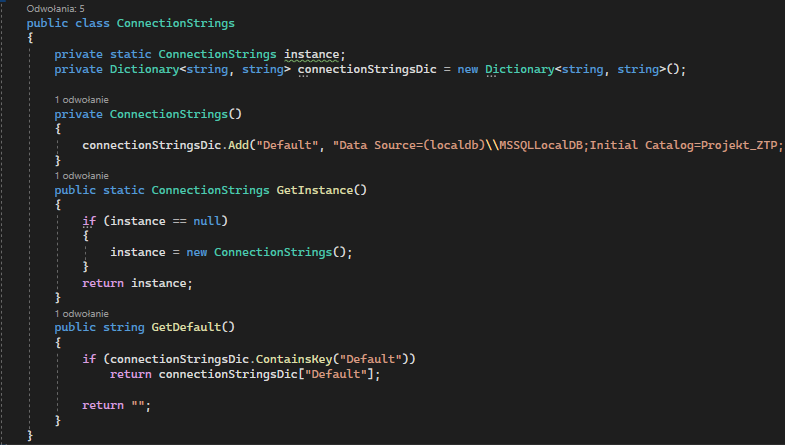 Odwołania: 5
public class ConnectionStrings
{
private static ConnectionStrings instance;
private Dictionary<string, string> connectionStringsDic = new Dictionary<string, string>();
1 odwołanie
private ConnectionStrings()
{
connectionStringsDic.Add("Default", "Data Source=(localdb)\\MSSQLLocalDB;Initial Catalog=Projekt_ZTP;
}
1 odwołanie
public static ConnectionStrings GetInstance()
{
if (instance == null)
{
instance = new ConnectionStrings();
}
return instance;
}
1 odwołanie
public string GetDefault()
{
if (connectionStringsDic.ContainsKey("Default"))
return connectionStringsDic["Default"];
return "";
}
}